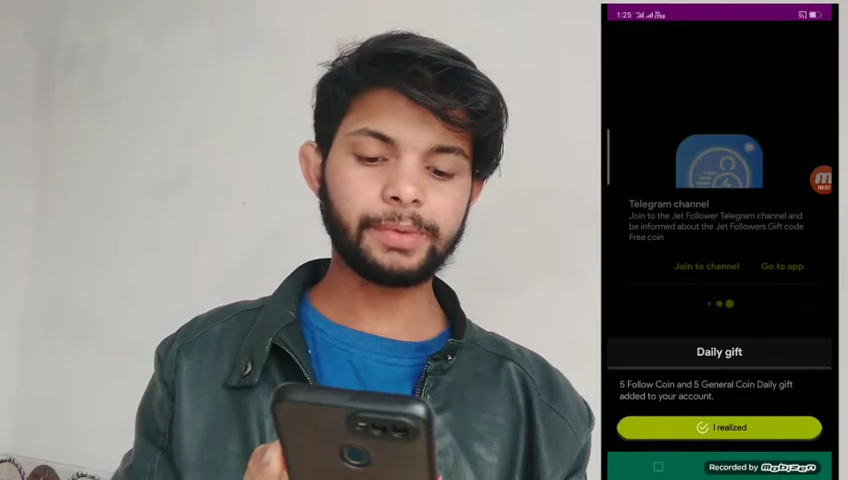 1:25
00:07
Telegram channel
Join to the Jet Follower Telegram channel and
be informed about the Jet Followers Gift code
Free coin
Join to channel Go to app
Daily gift
5 Follow Coin and 5 General Coin Daily gift
added to your account.
I realized
Recorded by mobizen